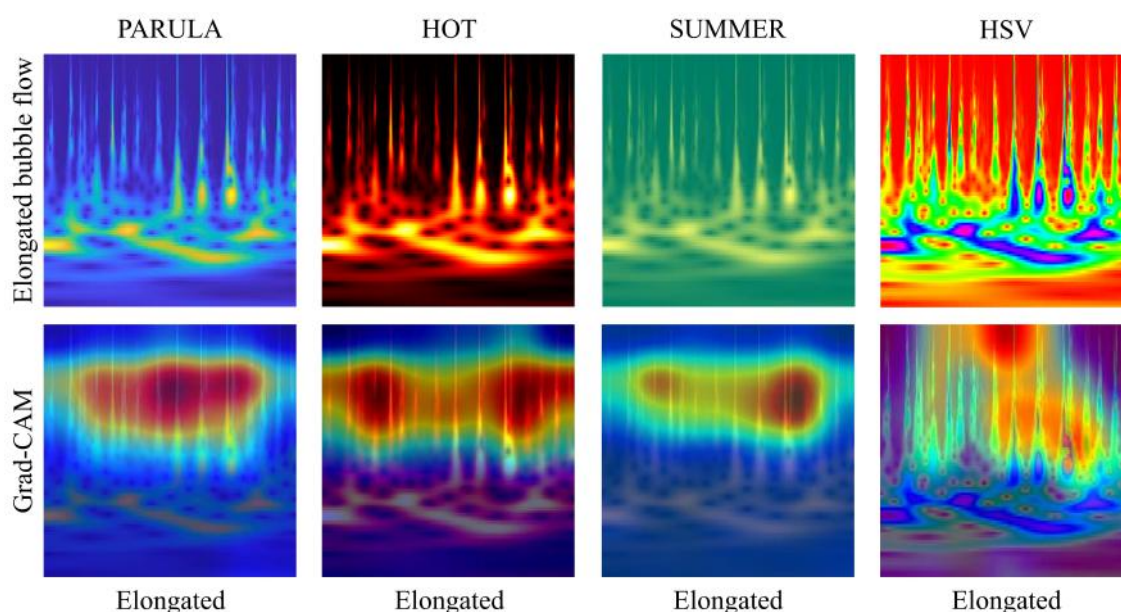 PARULA HOT SUMMER HSV
Elongated bubble flow
Grad-CAM
Elongated Elongated Elongated Elongated